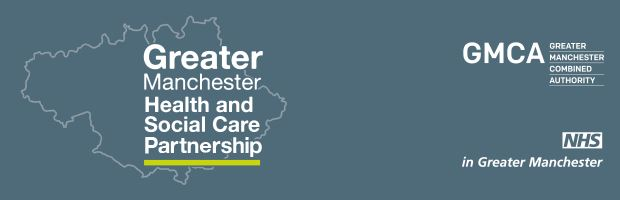 Greater
Manchester
Health and
Social Care
Partnership
GMCA
GREATER
MANCHESTER
COMBINED
AUTHORITY
NHS
in Greater Manchester